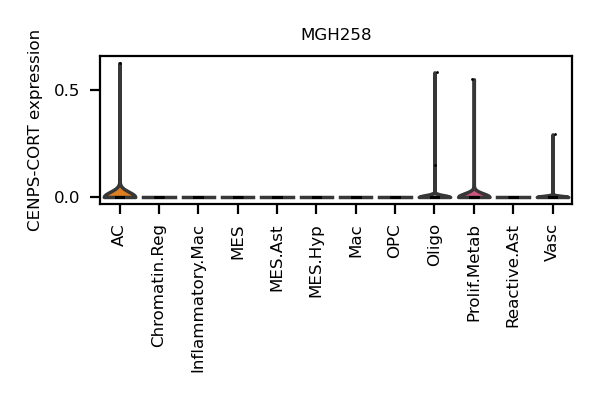 MGH258
CENPS-CORT expression
0.5
0.0
AC
Chromatin.Reg
Inflammatory.Mac
MES
MES.Ast
MES.Hyp
Mac
OPC
Oligo
Prolif.Metab
Reactive.Ast
Vasc